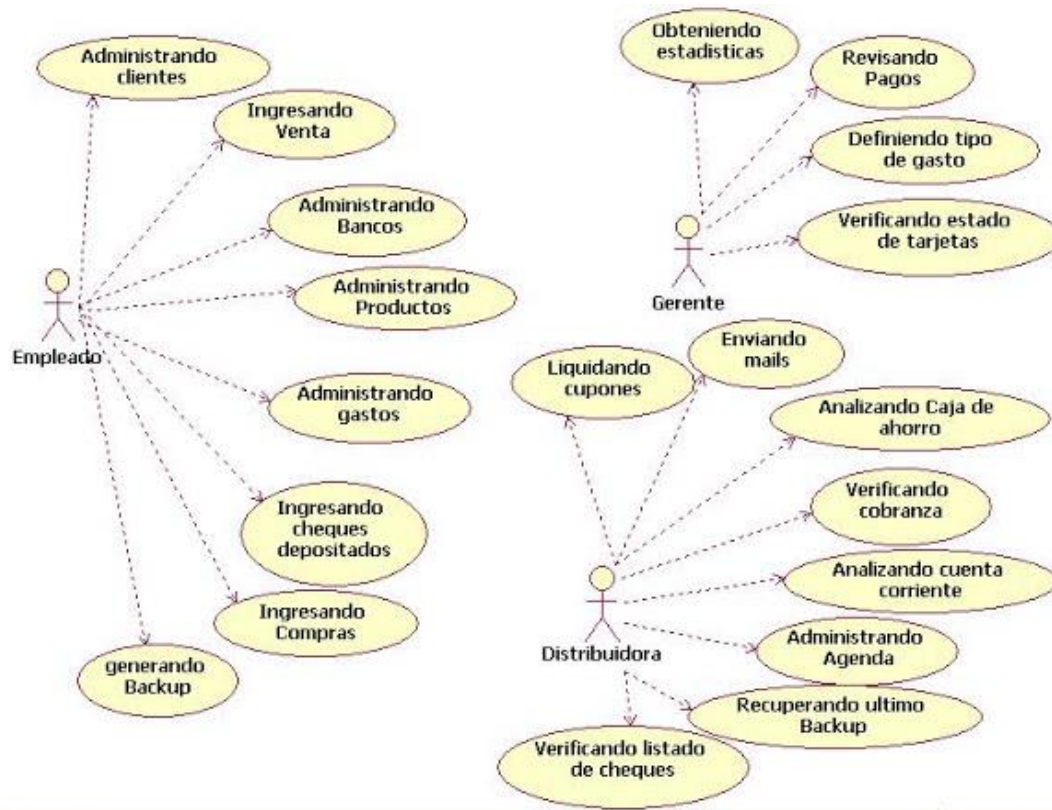 Administrando
clientes
Ingresando
Venta
Administrando
Bancos
Administrando
Productos
Empleado
Administrando
gastos
Ingresando
cheques
depositados
Ingresando
Compras
generando
Backup
Obteniendo
estadisticas
Revisando
Pagos
Definiendo tipo
de gasto
Verificando estado
de tarjetas
Gerente
Enviando
mails
Liquidando
cupones
Analizando Caja de
ahorro
Verificando
cobranza
Analizando cuenta
corriente
Distribuidora
Administrando
Agenda
Recuperando ultimo
Backup
Verificando listado
de cheques